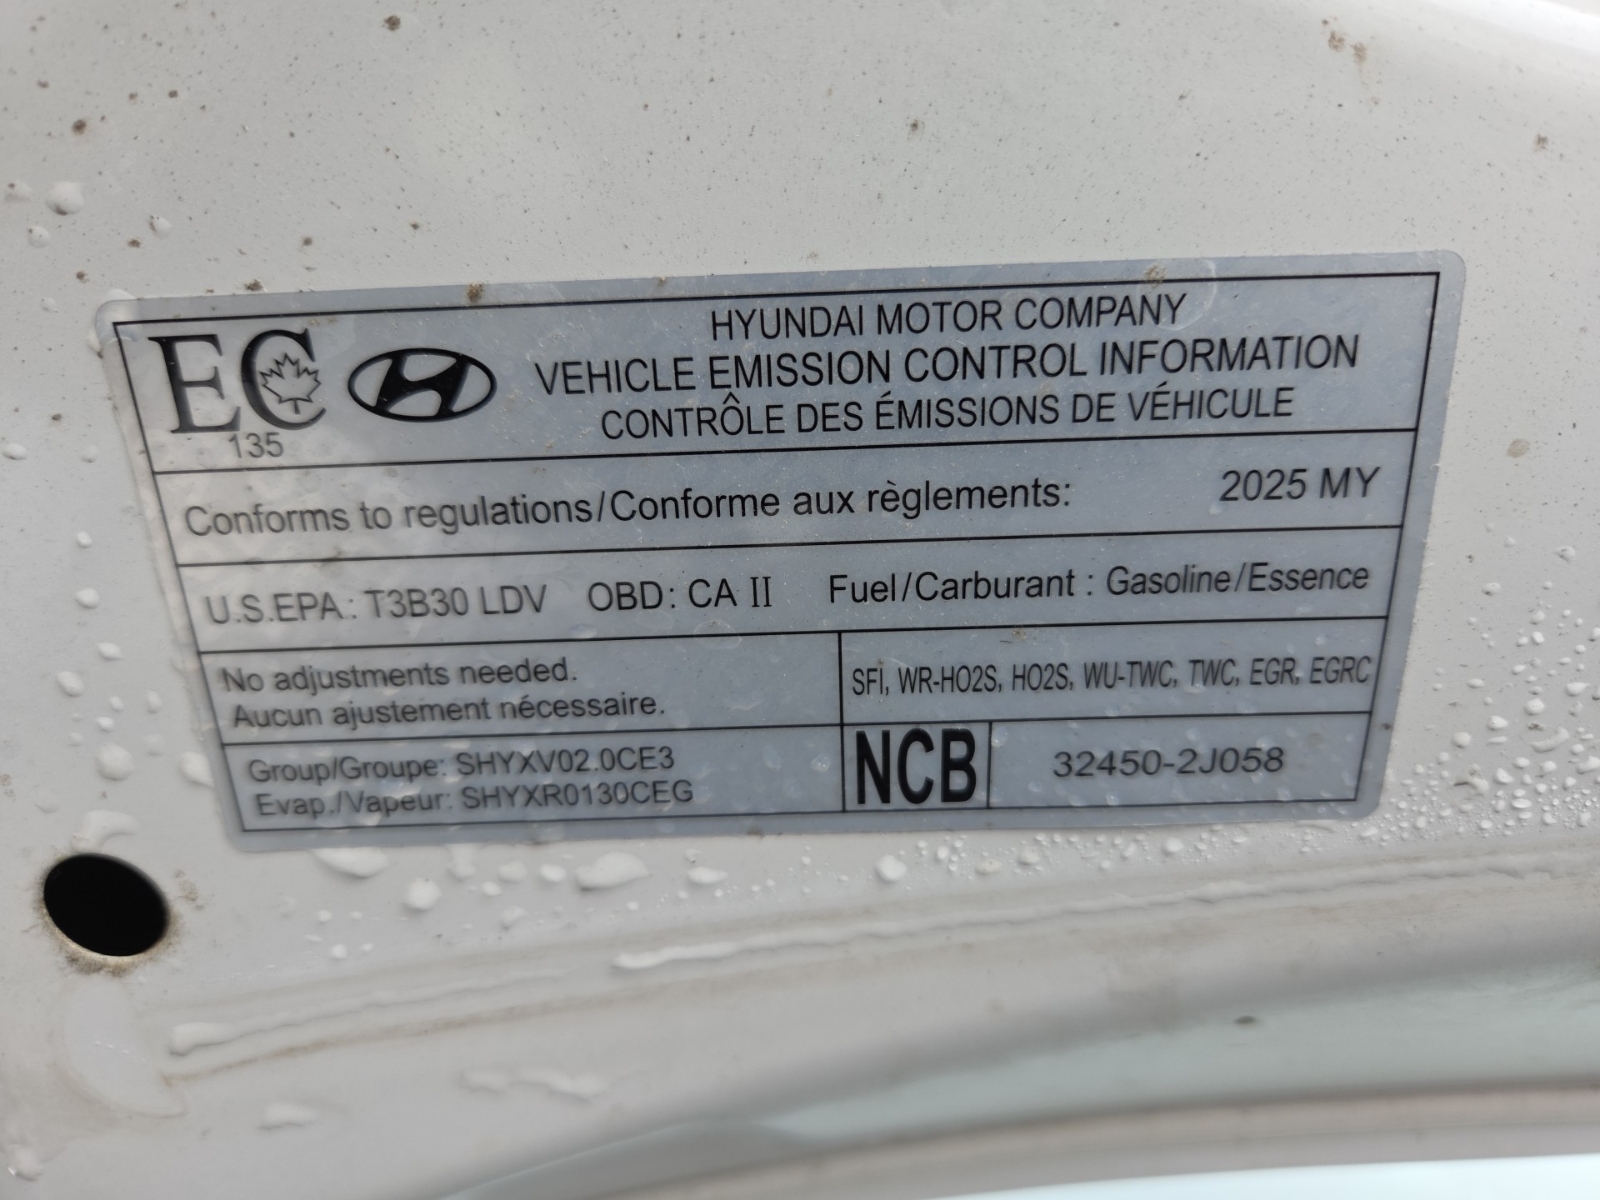 EC
135
HYUNDAI MOTOR COMPANY
VEHICLE EMISSION CONTROL INFORMATION
CONTRÔLE DES ÉMISSIONS DE VÉHICULE
Conforms to regulations/Conforme aux règlements: 2025 MY
U.S.EPA.: T3B30 LDV OBD: CA II Fuel/Carburant : Gasoline/Essence
No adjustments needed.
Aucun ajustement nécessaire.
SFI, WR-HO2S, HO2S, WU-TWC, TWC, EGR, EGRC
Group/Groupe: SHYXV02.0CE3
Evap./Vapeur: SHYXR0130CEG
NCB
32450-2J058